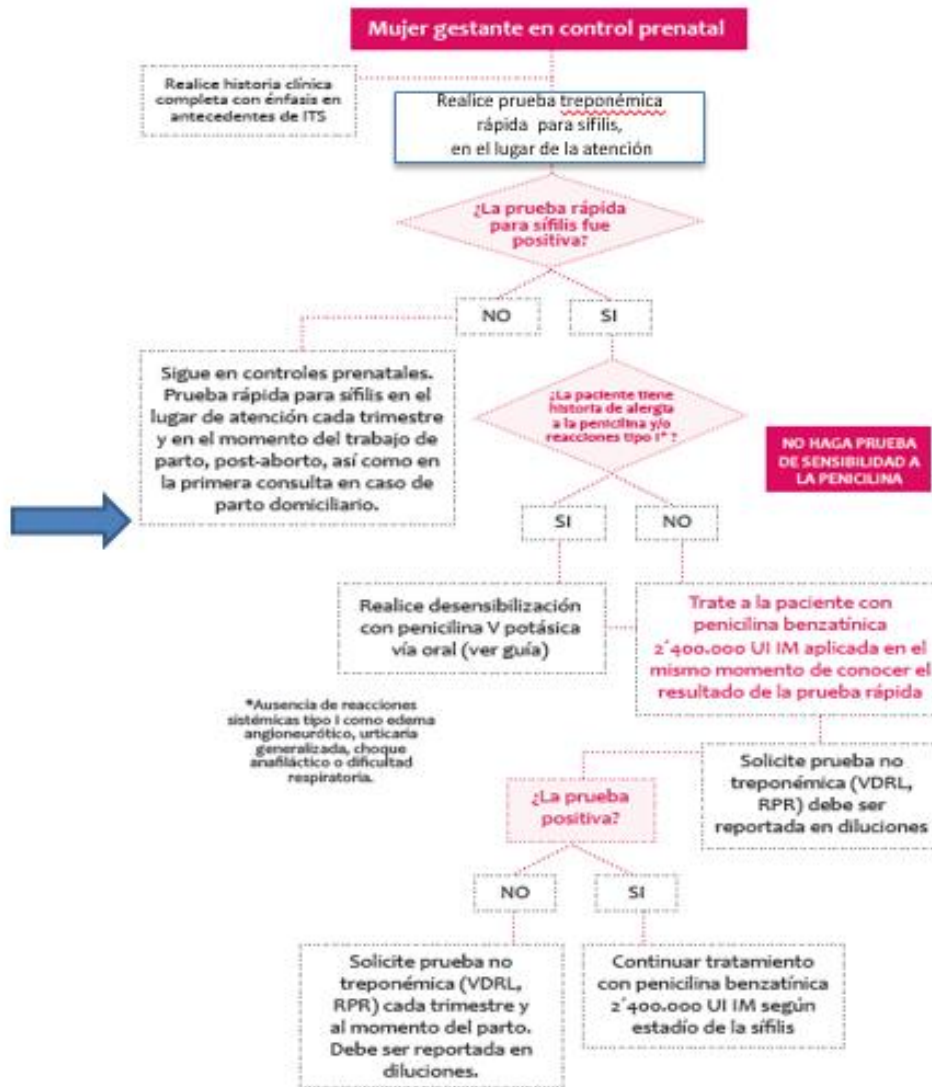 Mujer gestante en control prenatal
Realice historia clínica
completa con énfasis en
antecedentes de ITS
Realice prueba treponémica
rápida para sífilis,
en el lugar de la atención
¿La prueba rápida
para sífilis fue
positiva?
NO
SI
Sigue en controles prenatales.
Prueba rápida para sífilis en el
lugar de atención cada trimestre
y en el momento del trabajo de
parto, post-aborto, así como en
la primera consulta en caso de
parto domiciliario.
¿La paciente tiene
historia de alergia
a la penicilina y/o
reacciones tipo I*?
NO HAGA PRUEBA
DE SENSIBILIDAD A
LA PENICILINA
SI
NO
Realice desensibilización
con penicilina V potásica
vía oral (ver guía)
Trate a la paciente con
penicilina benzatínica
2´400.000 UI IM aplicada en el
mismo momento de conocer el
resultado de la prueba rápida
*Ausencia de reacciones
sistémicas tipo I como edema
angioneurótico, urticaria
generalizada, choque
anafiláctico o dificultad
respiratoria.
Solicite prueba no
treponémica (VDRL,
RPR) debe ser
reportada en diluciones
¿La prueba
positiva?
NO
SI
Solicite prueba no
treponémica (VDRL,
RPR) cada trimestre y
al momento del parto.
Debe ser reportada en
diluciones.
Continuar tratamiento
con penicilina benzatínica
2´400.000 UI IM según
estadío de la sífilis